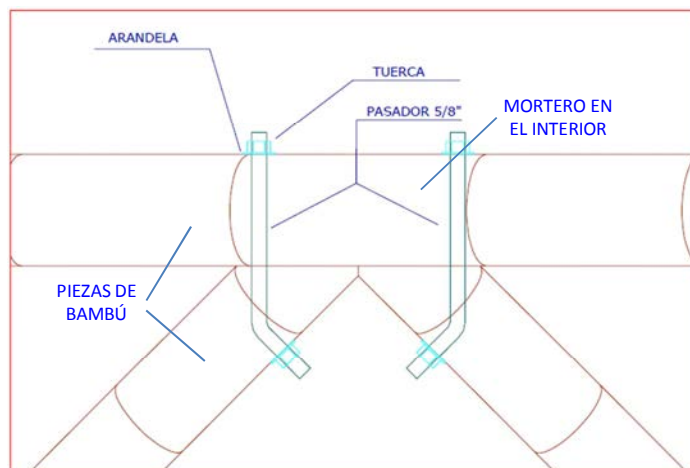 ARANDELA
TUERCA
PASADOR 5/8"
MORTERO EN
EL INTERIOR
PIEZAS DE
BAMBÚ